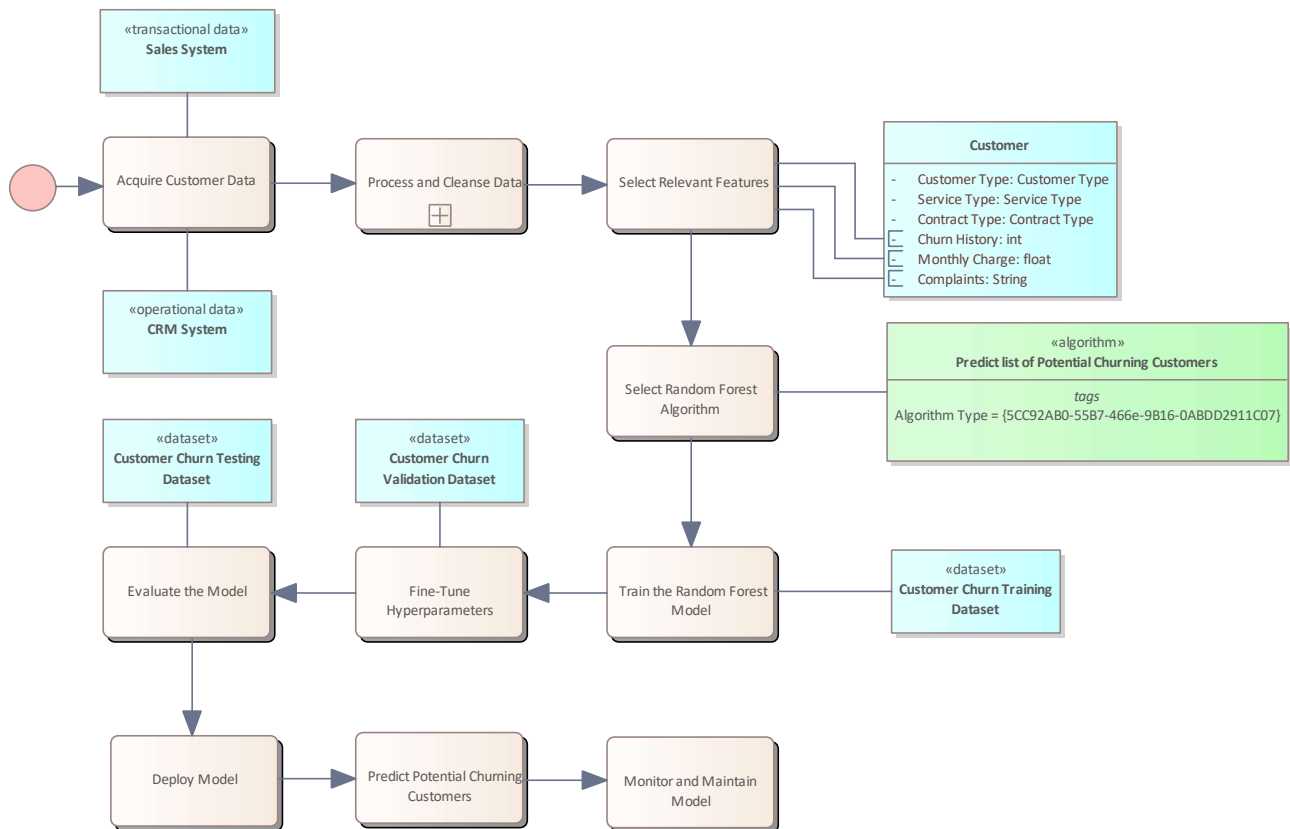 «transactional data»
Sales System
Acquire Customer Data
Process and Cleanse Data
Select Relevant Features
Customer
- Customer Type: Customer Type
- Service Type: Service Type
- Contract Type: Contract Type
- Churn History: int
- Monthly Charge: float
- Complaints: String
«operational data»
CRM System
Select Random Forest
Algorithm
«algorithm»
Predict list of Potential Churning Customers
tags
Algorithm Type = {5CC92AB0-55B7-466e-9B16-0ABDD2911C07}
«dataset»
Customer Churn Testing
Dataset
«dataset»
Customer Churn
Validation Dataset
Evaluate the Model
Fine-Tune
Hyperparameters
Train the Random Forest
Model
«dataset»
Customer Churn Training
Dataset
Deploy Model
Predict Potential Churning
Customers
Monitor and Maintain
Model